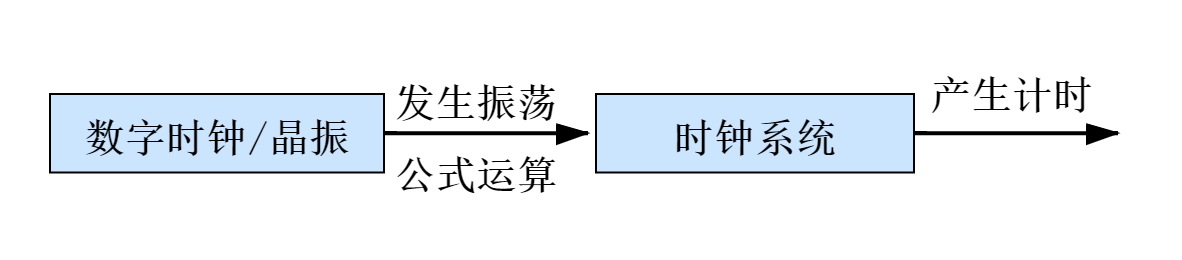 数字时钟/晶振
发生振荡
公式运算
时钟系统
产生计时